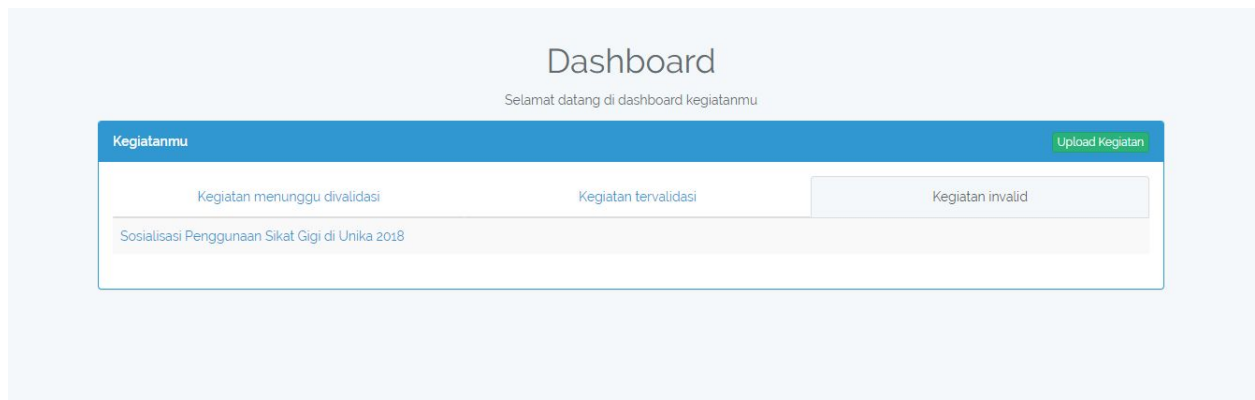 Dashboard
Selamat datang di dashboard kegiatanmu
Kegiatanmu
Upload Kegiatan
Kegiatan menunggu divalidasi
Kegiatan tervalidasi
Kegiatan invalid
Sosialisasi Penggunaan Sikat Gigi di Unika 2018